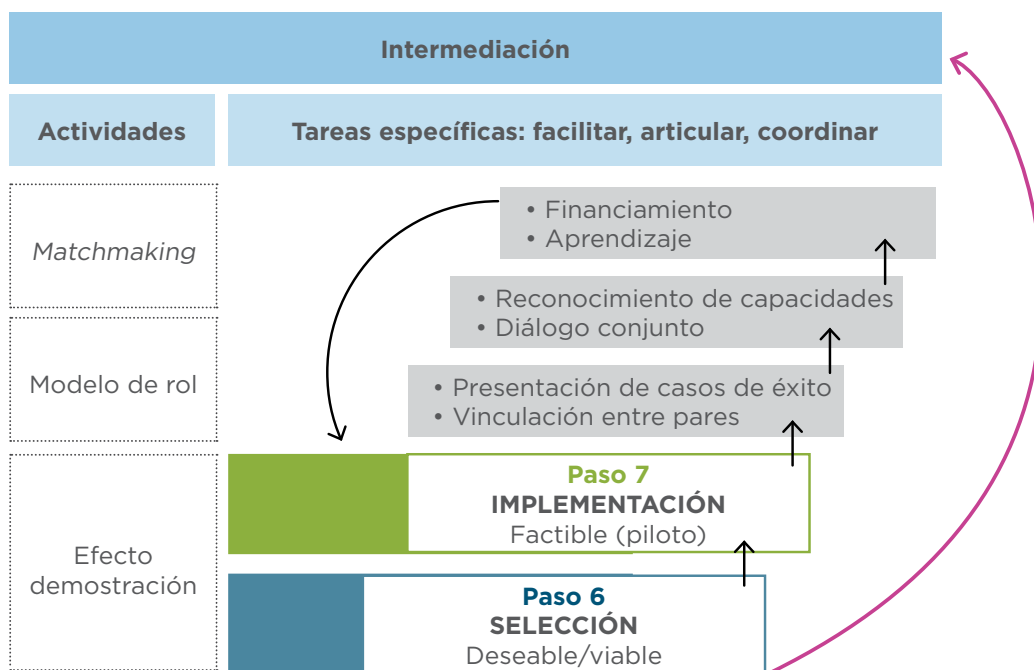 Intermediación
Actividades
Tareas específicas: facilitar, articular, coordinar
Matchmaking
• Financiamiento
• Aprendizaje
• Reconocimiento de capacidades
• Diálogo conjunto
Modelo de rol
• Presentación de casos de éxito
• Vinculación entre pares
Efecto
demostración
Paso 7
IMPLEMENTACIÓN
Factible (piloto)
Paso 6
SELECCIÓN
Deseable/viable